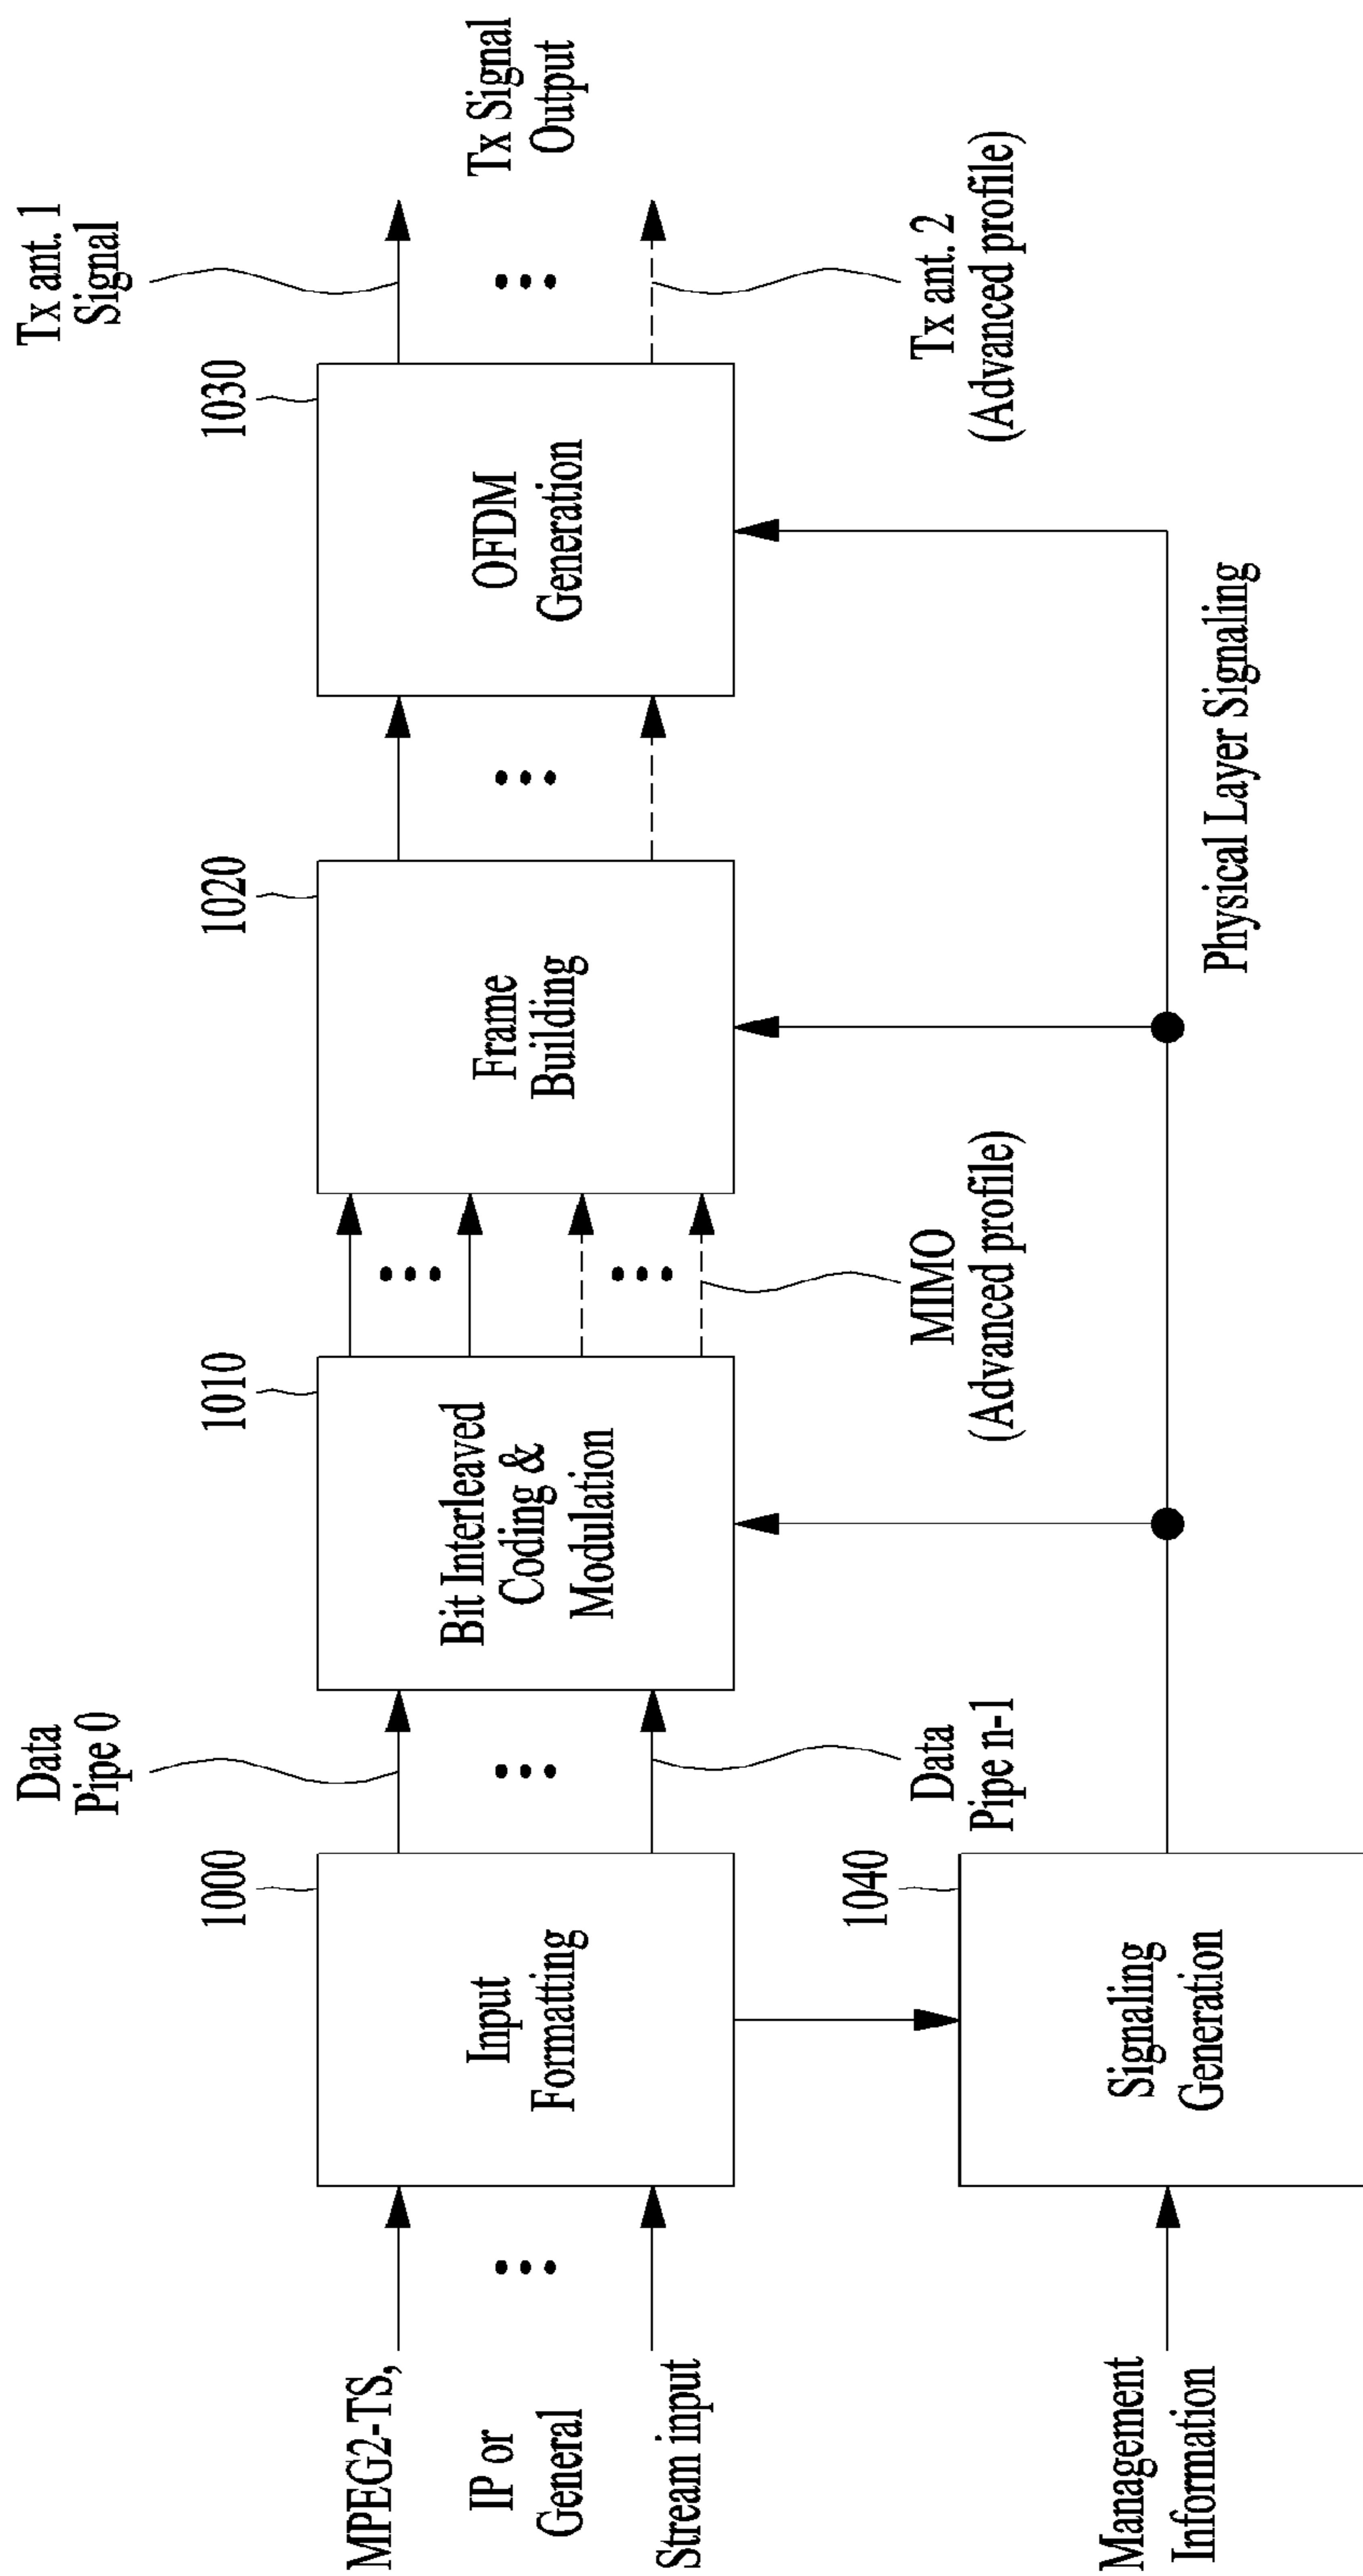 MPEG2-TS,
IP or
General
Stream input
1000
Input
Formatting
Data
Pipe 0
Data
Pipe n-1
1010
Bit Interleaved
Coding &
Modulation
MIMO
(Advanced profile)
1020
Frame
Building
1030
OFDM
Generation
Tx ant. 1
Signal
Tx Signal
Output
Tx ant. 2
(Advanced profile)
Management
Information
1040
Signaling
Generation
Physical Layer Signaling